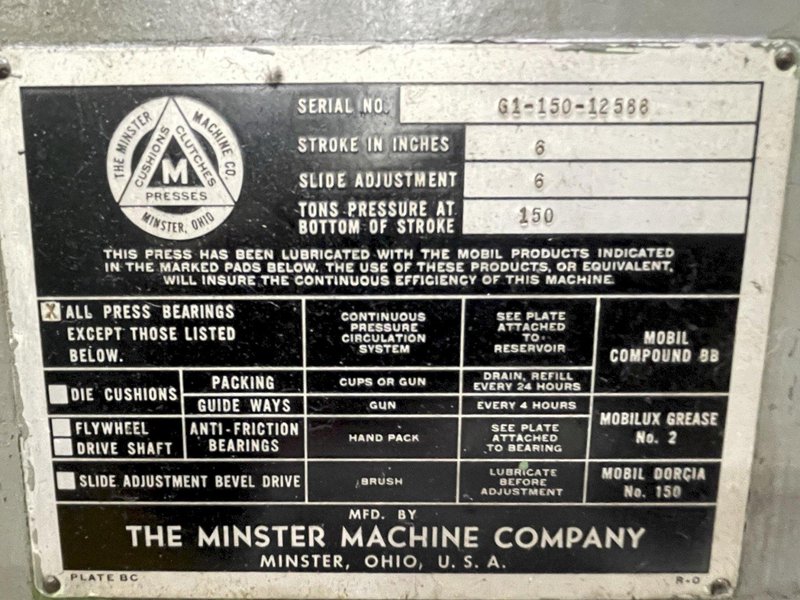 THE MINSTER MACHINE CO.
CUSHIONS CLUTCHES
M
PRESSES
MINSTER, OHIO
SERIAL NO. G1-150-12588
STROKE IN INCHES 6
SLIDE ADJUSTMENT 6
TONS PRESSURE AT
BOTTOM OF STROKE 150
THIS PRESS HAS BEEN LUBRICATED WITH THE MOBIL PRODUCTS INDICATED
IN THE MARKED PADS BELOW. THE USE OF THESE PRODUCTS, OR EQUIVALENT,
WILL INSURE THE CONTINUOUS EFFICIENCY OF THIS MACHINE.
X ALL PRESS BEARINGS
EXCEPT THOSE LISTED
BELOW.
CONTINUOUS
PRESSURE
CIRCULATION
SYSTEM
SEE PLATE
ATTACHED
TO
RESERVOIR
MOBIL
COMPOUND BB
DIE CUSHIONS
PACKING
CUPS OR GUN
DRAIN, REFILL
EVERY 24 HOURS
GUIDE WAYS
GUN
EVERY 4 HOURS
MOBILUX GREASE
No. 2
FLYWHEEL
DRIVE SHAFT
ANTI-FRICTION
BEARINGS
HAND PACK
SEE PLATE
ATTACHED
TO BEARING
SLIDE ADJUSTMENT BEVEL DRIVE
BRUSH
LUBRICATE
BEFORE
ADJUSTMENT
MOBIL DORCIA
No. 150
MFD. BY
THE MINSTER MACHINE COMPANY
MINSTER, OHIO, U. S. A.
PLATE BC
R-O